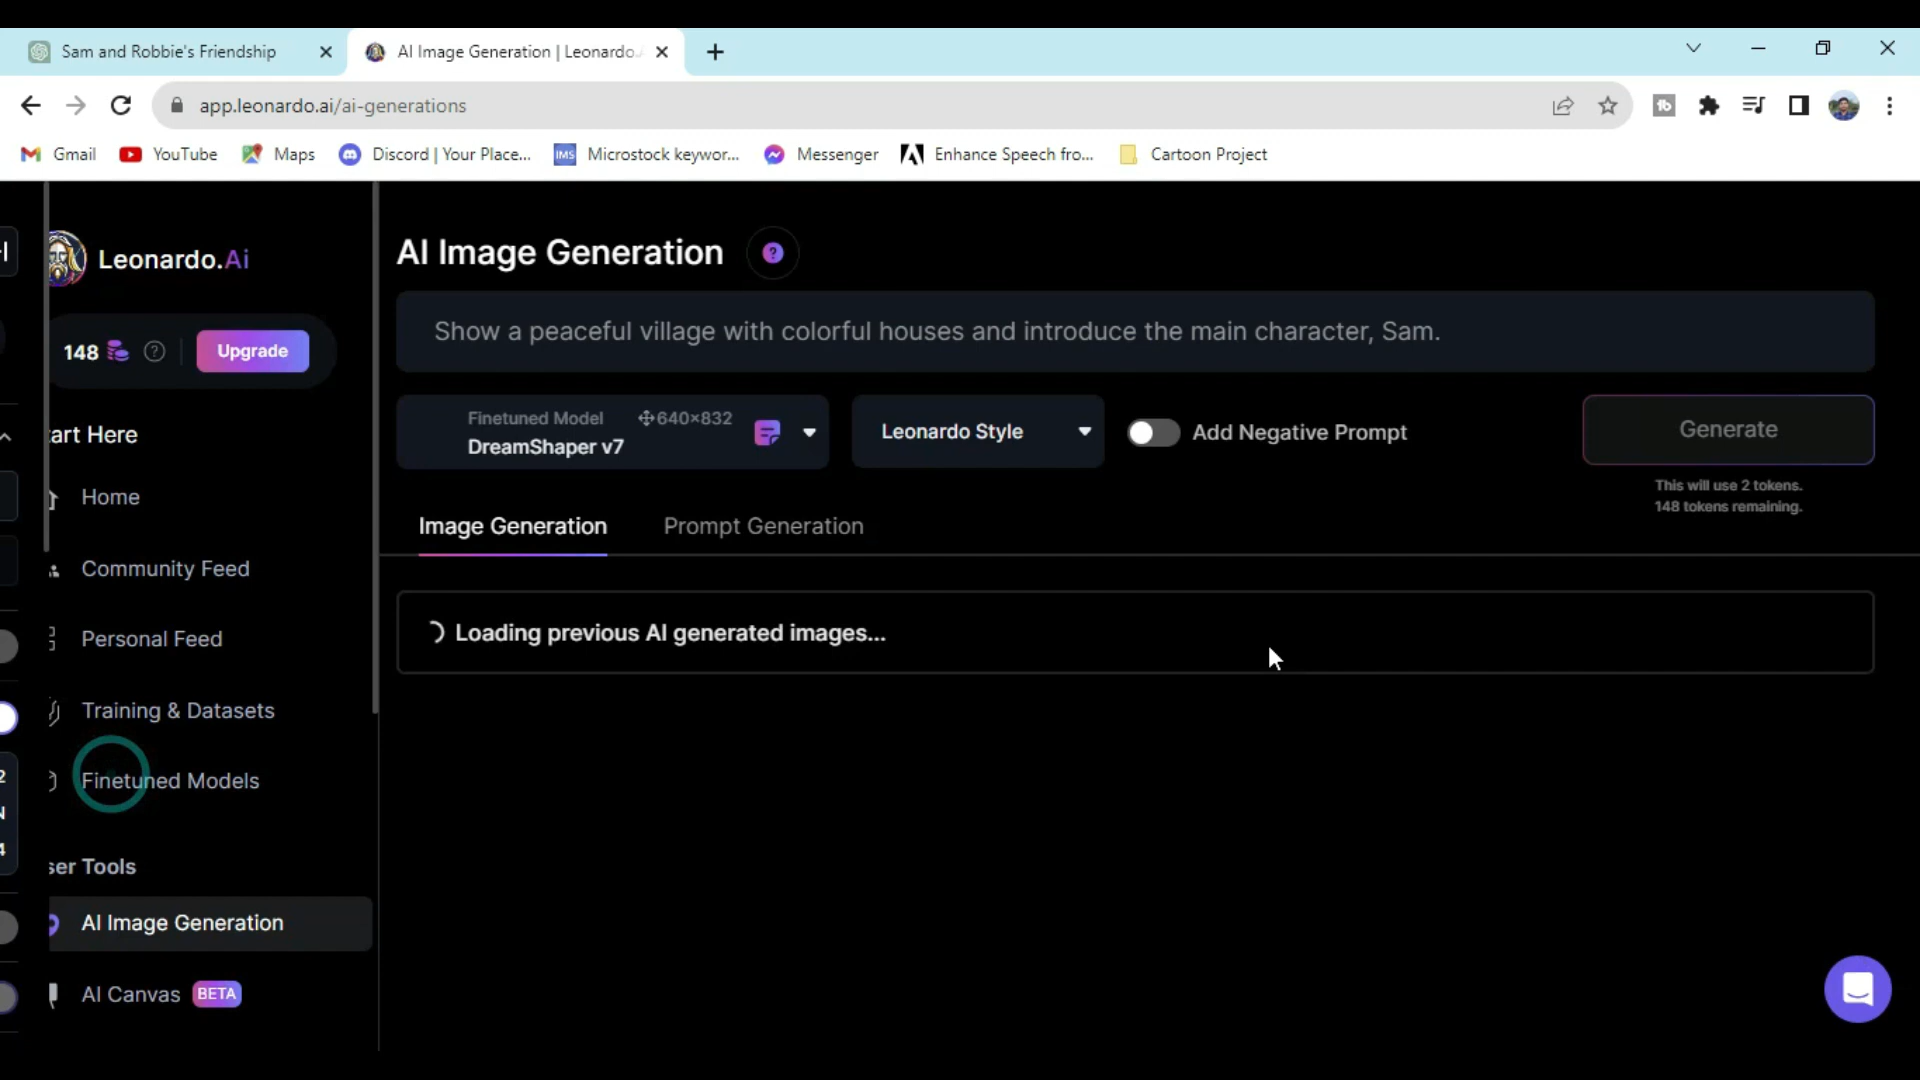 Sam and Robbie's Friendship
AI Image Generation | Leonardo.
app.leonardo.ai/ai-generations
Gmail
YouTube
Maps
Discord | Your Place...
IMS
Microstock keywor...
Messenger
Enhance Speech fro...
Cartoon Project
Leonardo.Ai
148
Upgrade
art Here
Home
Community Feed
Personal Feed
Training & Datasets
Finetuned Models
ser Tools
AI Image Generation
AI Canvas BETA
AI Image Generation
Show a peaceful village with colorful houses and introduce the main character, Sam.
Finetuned Model 640×832
DreamShaper v7
Leonardo Style
Add Negative Prompt
Generate
This will use 2 tokens.
148 tokens remaining.
Image Generation
Prompt Generation
Loading previous AI generated images...